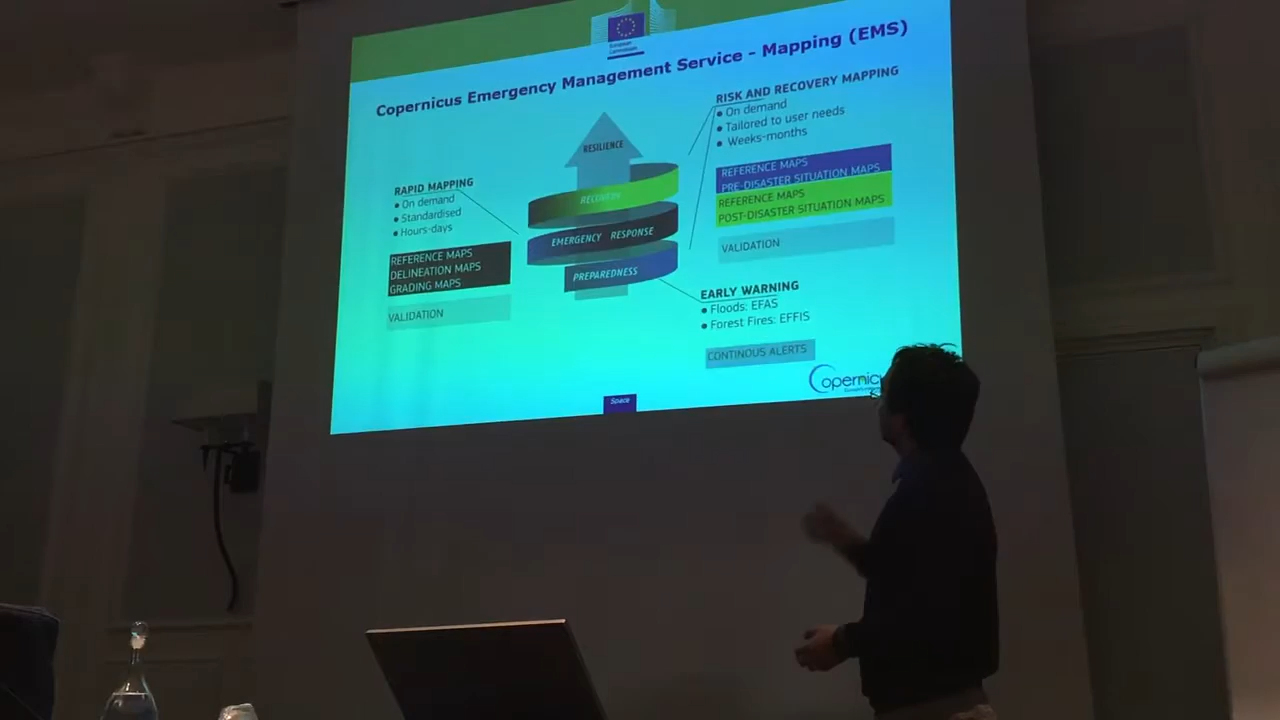 European
Commission
Copernicus Emergency Management Service - Mapping (EMS)
RESILIENCE
RECOVERY
EMERGENCY RESPONSE
PREPAREDNESS
RAPID MAPPING
• On demand
• Standardised
• Hours-days
REFERENCE MAPS
DELINEATION MAPS
GRADING MAPS
VALIDATION
RISK AND RECOVERY MAPPING
• On demand
• Tailored to user needs
• Weeks-months
REFERENCE MAPS
PRE-DISASTER SITUATION MAPS
REFERENCE MAPS
POST-DISASTER SITUATION MAPS
VALIDATION
EARLY WARNING
• Floods: EFAS
• Forest Fires: EFFIS
CONTINOUS ALERTS
Copernicu
Space